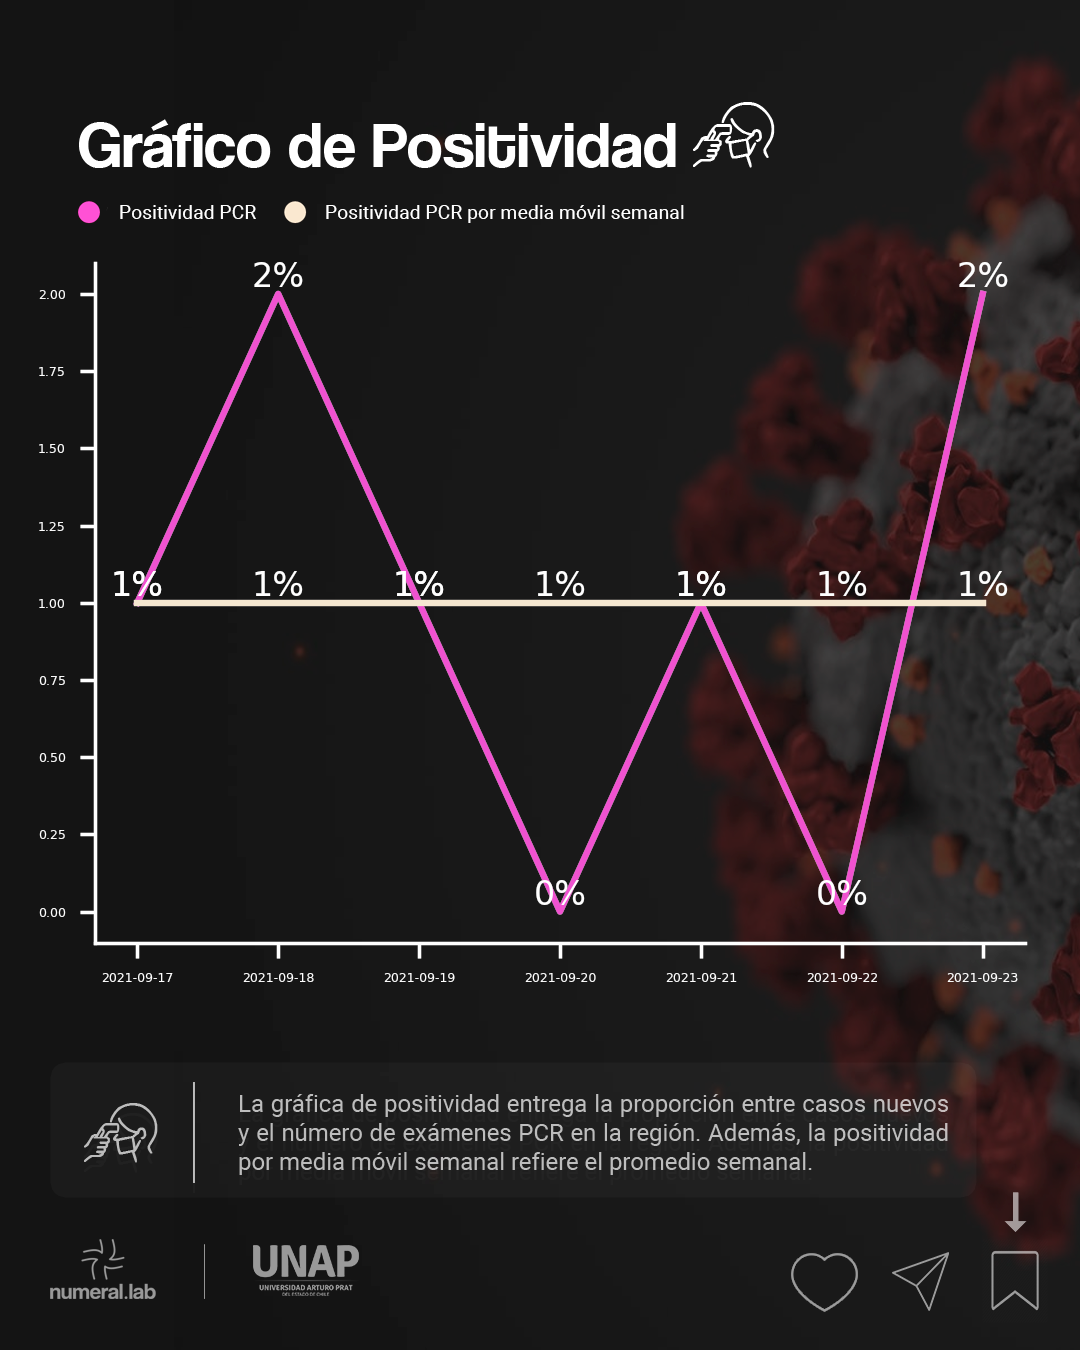 Gráfico de Positividad
Positividad PCR
Positividad PCR por media móvil semanal
2% 2%
2.00
1.75
1.50
1.25
1% 1% 1% 1% 1% 1% 1%
1.00
0.75
0.50
0.25
0% 0%
0.00
2021-09-17 2021-09-18 2021-09-19 2021-09-20 2021-09-21 2021-09-22 2021-09-23
La gráfica de positividad entrega la proporción entre casos nuevos
y el número de exámenes PCR en la región. Además, la positividad
por media móvil semanal refiere el promedio semanal.
numeral.lab
UNAP
UNIVERSIDAD ARTURO PRAT
DEL ESTADO DE CHILE